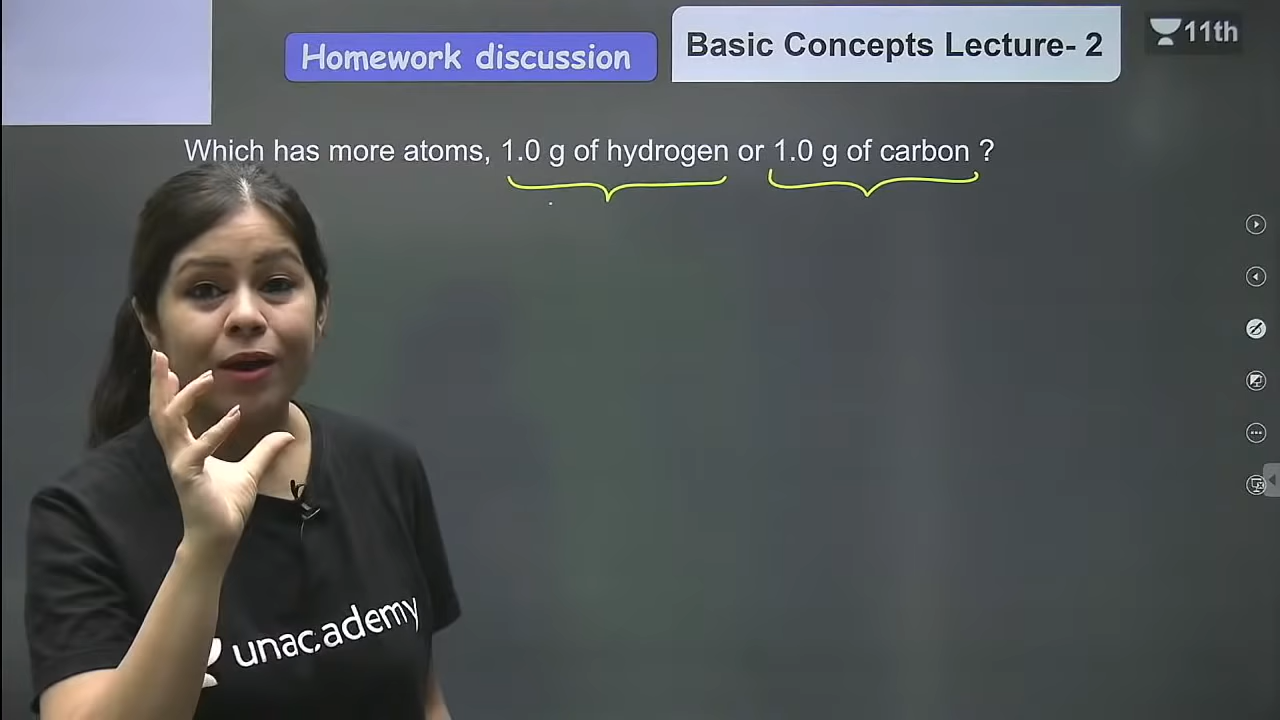 Homework discussion
Basic Concepts Lecture- 2
11th
Which has more atoms, 1.0 g of hydrogen or 1.0 g of carbon ?
unacademy